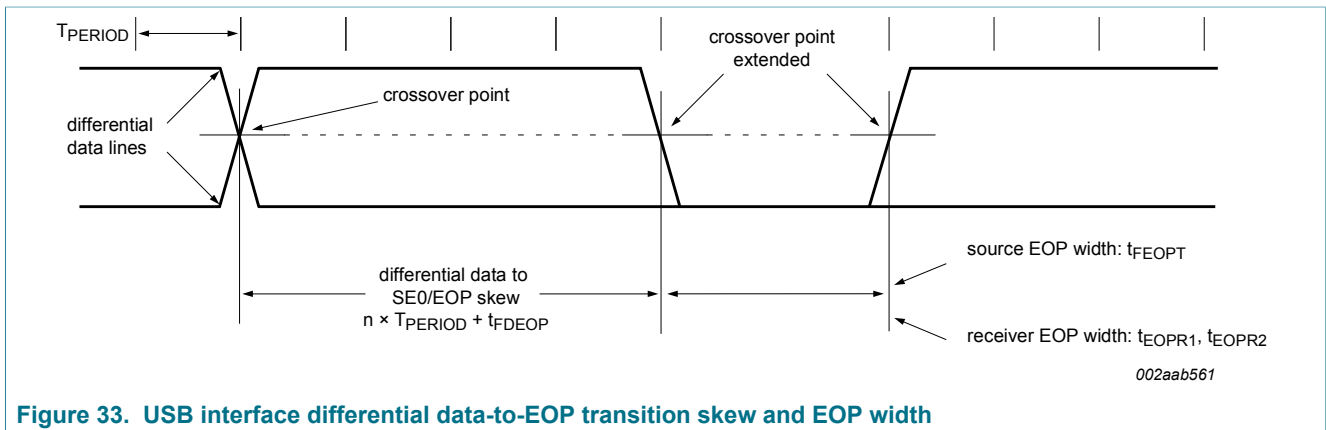 TPERIOD
crossover point
extended
crossover point
differential
data lines
source EOP width: tFEOPT
differential data to
SE0/EOP skew
n × TPERIOD + tFDEOP
receiver EOP width: tEOPR1, tEOPR2
002aab561
Figure 33. USB interface differential data-to-EOP transition skew and EOP width